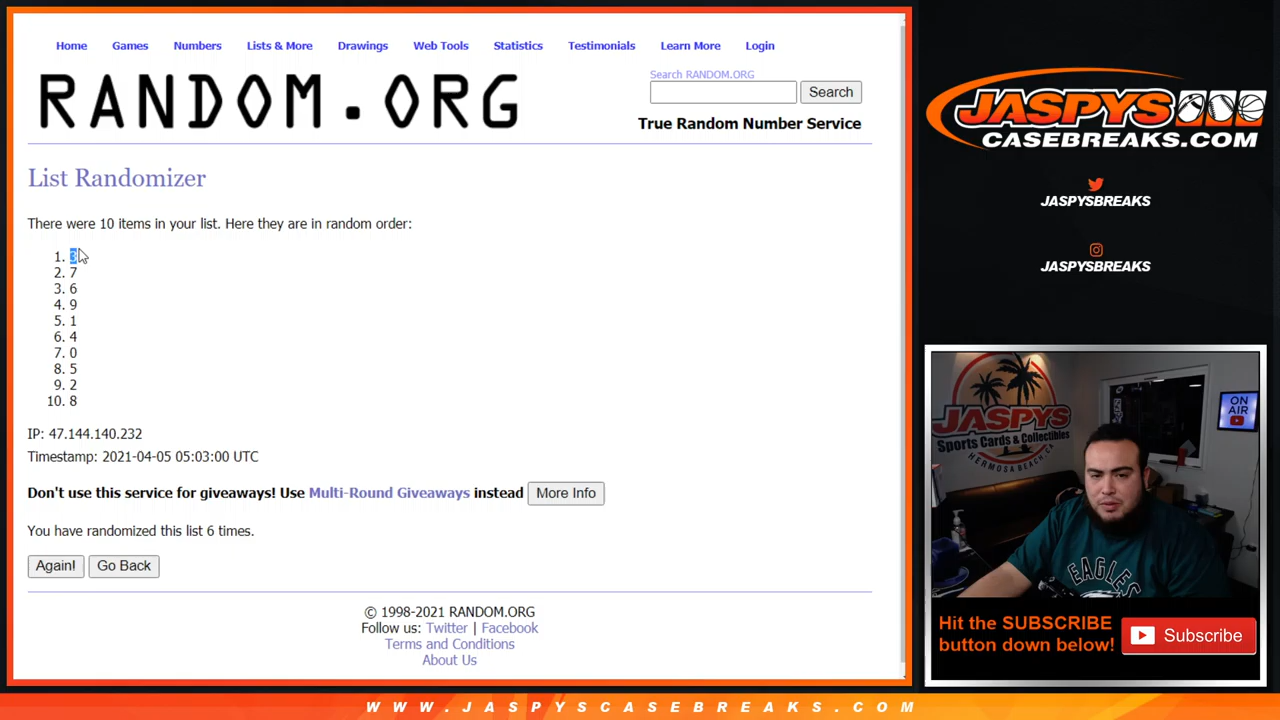 Home Games Numbers Lists & More Drawings Web Tools Statistics Testimonials Learn More Login
RANDOM.ORG
Search RANDOM.ORG
Search
True Random Number Service
List Randomizer
There were 10 items in your list. Here they are in random order:
1. 3
2. 7
3. 6
4. 9
5. 1
6. 4
7. 0
8. 5
9. 2
10. 8
IP: 47.144.140.232
Timestamp: 2021-04-05 05:03:00 UTC
Don't use this service for giveaways! Use Multi-Round Giveaways instead More Info
You have randomized this list 6 times.
Again! Go Back
© 1998-2021 RANDOM.ORG
Follow us: Twitter | Facebook
Terms and Conditions
About Us
JASPYS
CASEBREAKS.COM
JASPYSBREAKS
JASPYSBREAKS
JASPYS
Sports Cards & Collectibles
HERMOSA BEACH, CA
ON
AIR
EAGLES
Hit the SUBSCRIBE
button down below!
Subscribe
WWW.JASPYSCASEBREAKS.COM